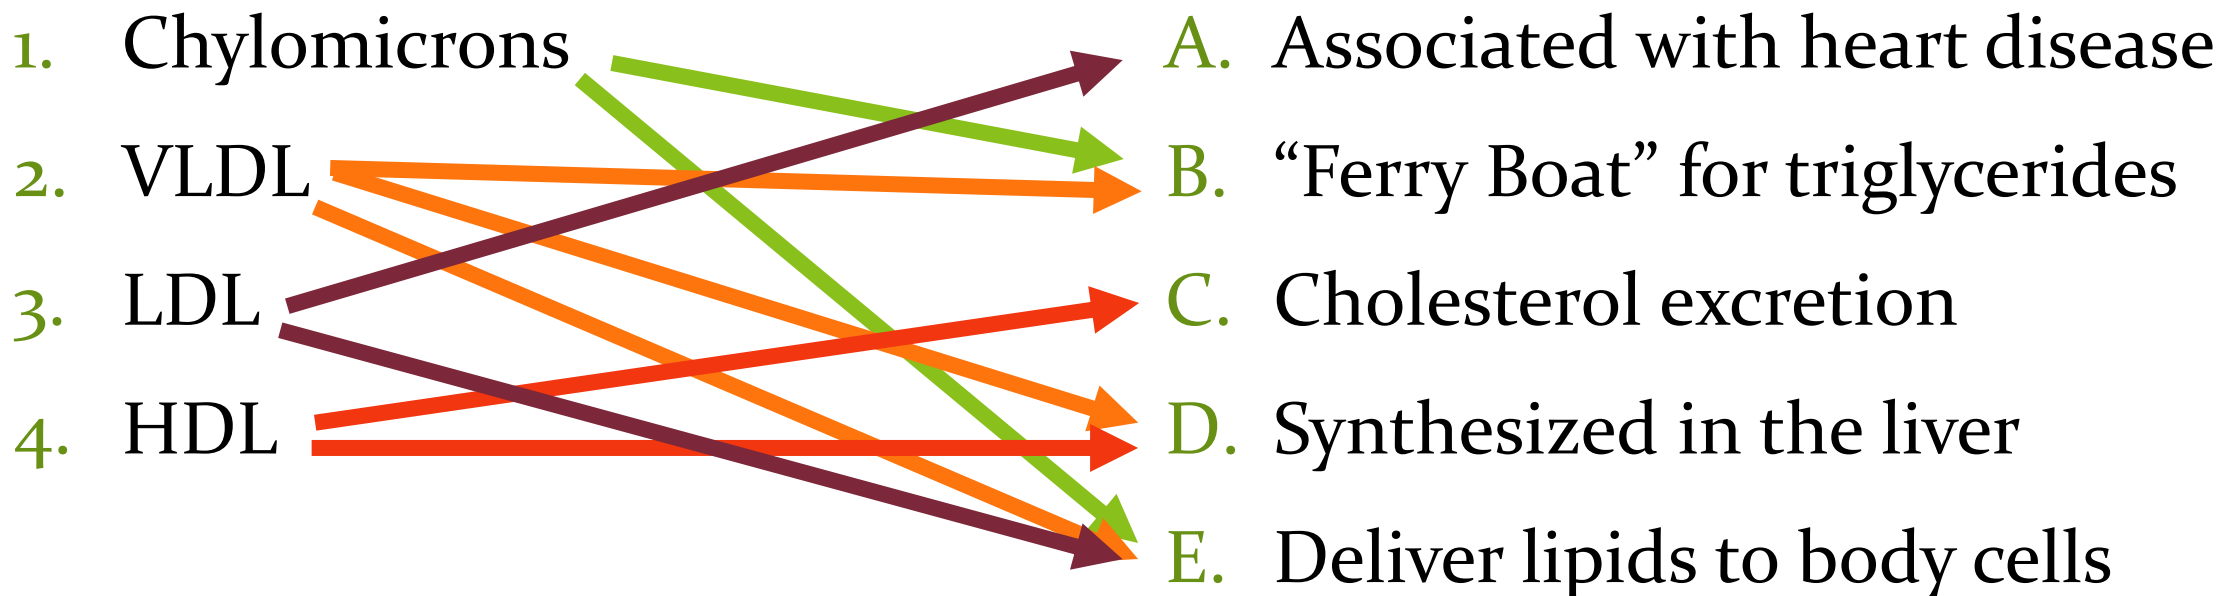 1. Chylomicrons
2. VLDL
3. LDL
4. HDL
A. Associated with heart disease
B. “Ferry Boat” for triglycerides
C. Cholesterol excretion
D. Synthesized in the liver
E. Deliver lipids to body cells